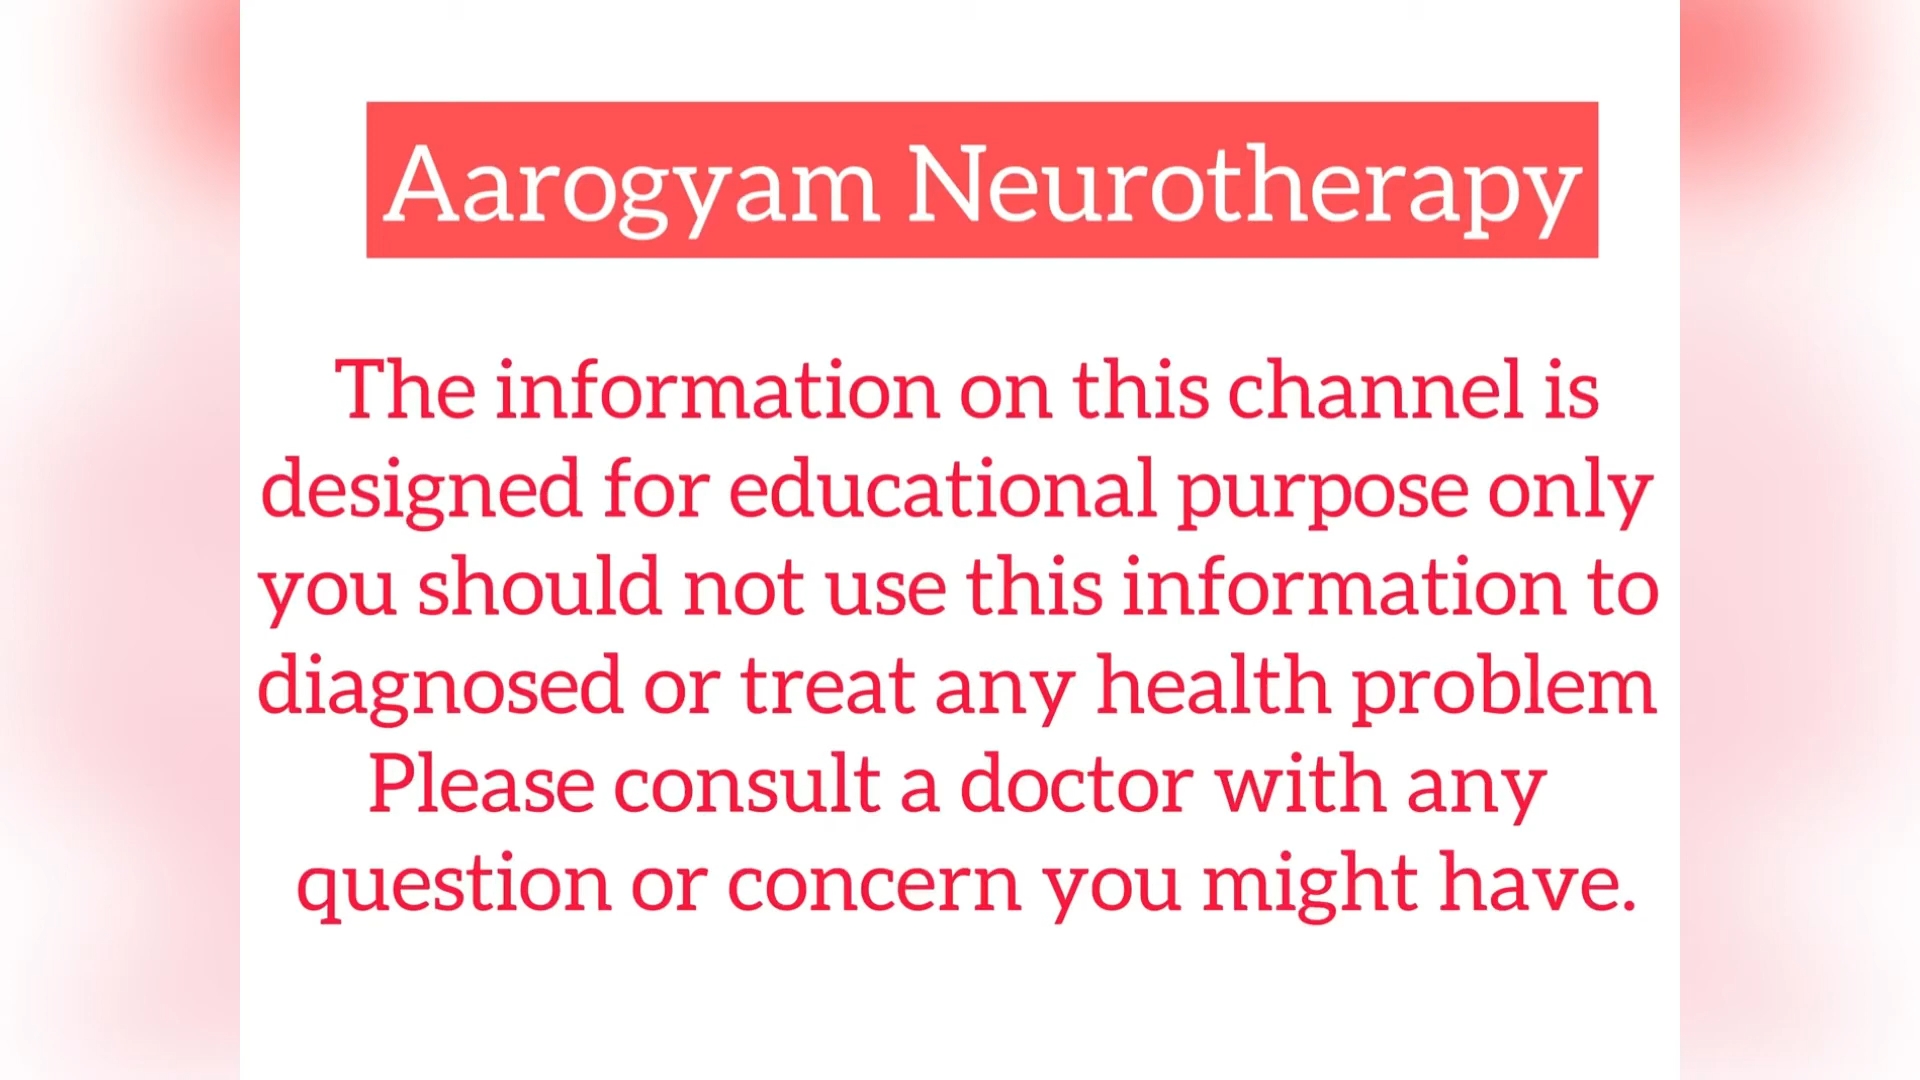 Aarogyam Neurotherapy
The information on this channel is
designed for educational purpose only
you should not use this information to
diagnosed or treat any health problem
Please consult a doctor with any
question or concern you might have.